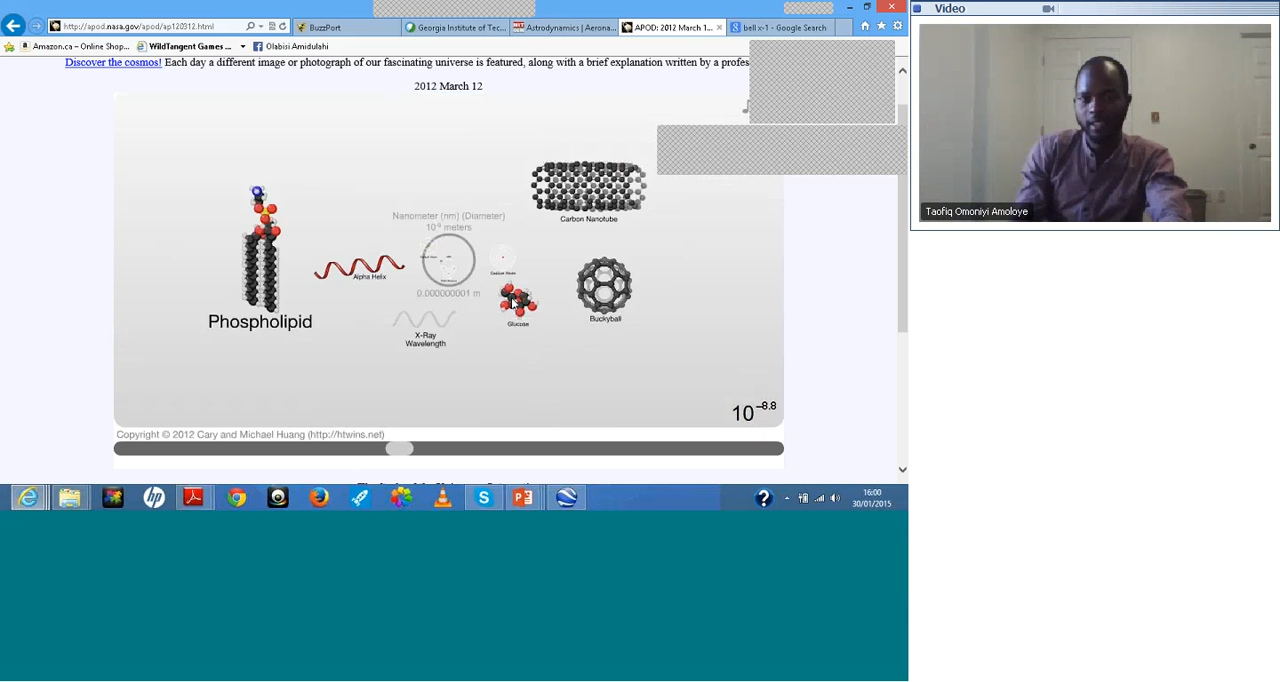 http://apod.nasa.gov/apod/ap120312.html
BuzzPort
Georgia Institute of Tec...
Astrodynamics | Aerona...
APOD: 2012 March 1...
bell x-1 - Google Search
Amazon.ca – Online Shop...
WildTangent Games ...
Olabisi Amidulahi
Discover the cosmos! Each day a different image or photograph of our fascinating universe is featured, along with a brief explanation written by a profes
2012 March 12
Carbon Nanotube
Nanometer (nm) (Diameter)
10-9 meters
Alpha Helix
0.000000001 m
Glucose
Buckyball
Phospholipid
X-Ray
Wavelength
10-8.8
Copyright © 2012 Cary and Michael Huang (http://htwins.net)
16:00
30/01/2015
Video
Taofiq Omoniyi Amoloye